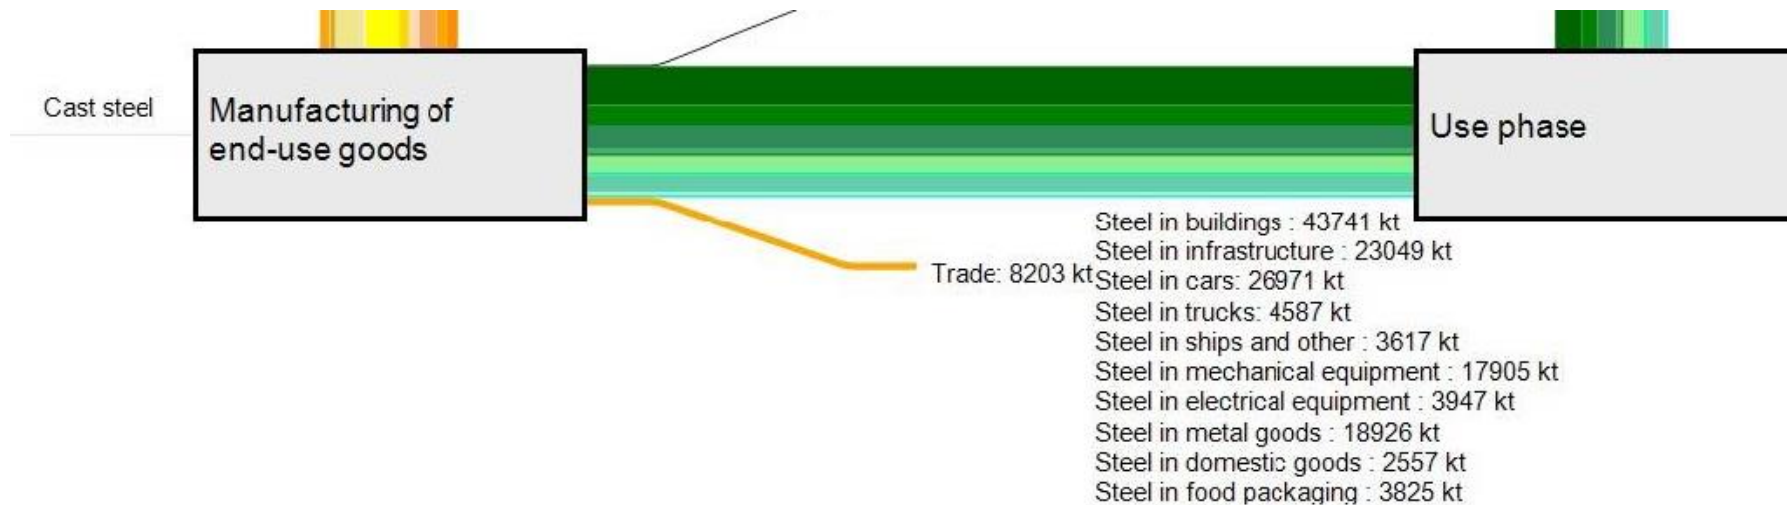 Cast steel
Manufacturing of
end-use goods
Use phase
Trade: 8203 kt
Steel in buildings : 43741 kt
Steel in infrastructure : 23049 kt
Steel in cars: 26971 kt
Steel in trucks: 4587 kt
Steel in ships and other : 3617 kt
Steel in mechanical equipment : 17905 kt
Steel in electrical equipment : 3947 kt
Steel in metal goods : 18926 kt
Steel in domestic goods : 2557 kt
Steel in food packaging : 3825 kt